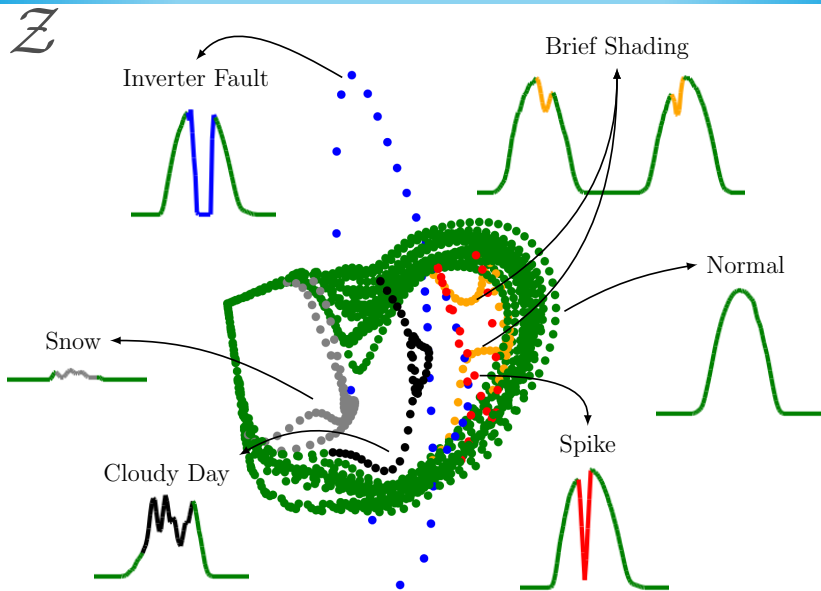 𝒵
Inverter Fault
Brief Shading
Normal
Snow
Cloudy Day
Spike